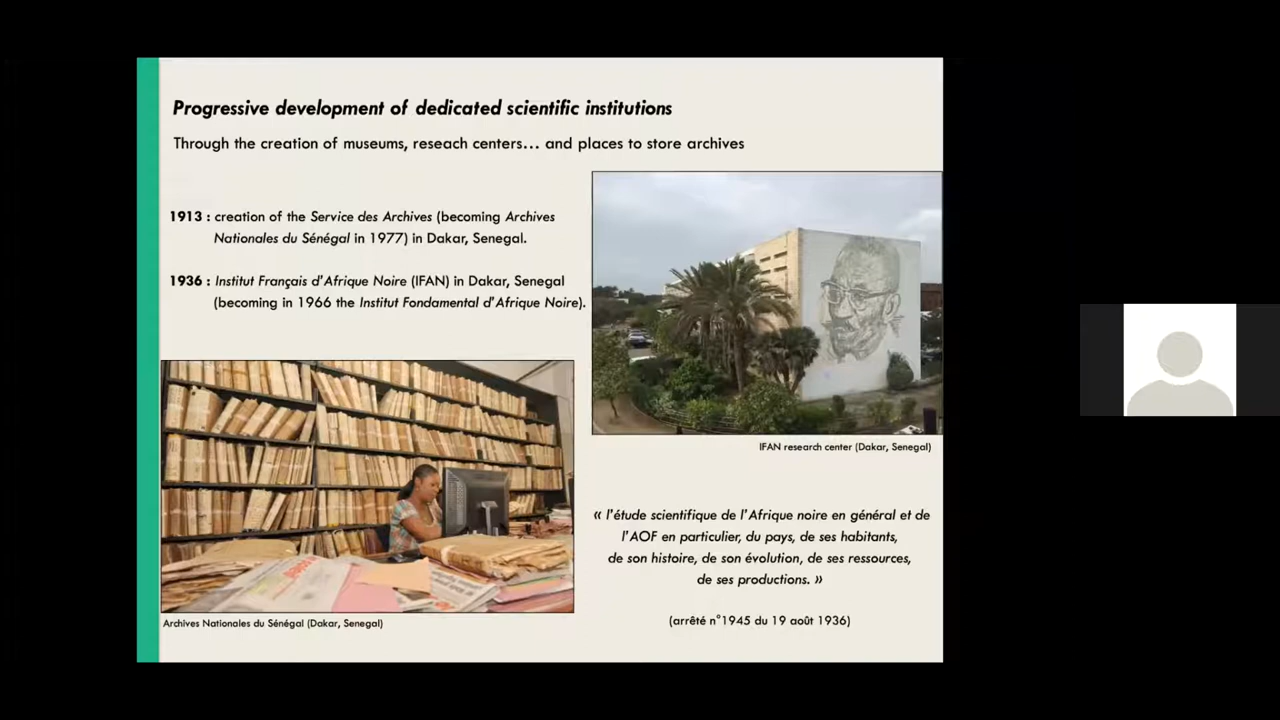 Progressive development of dedicated scientific institutions
Through the creation of museums, reseach centers… and places to store archives
1913 : creation of the Service des Archives (becoming Archives
Nationales du Sénégal in 1977) in Dakar, Senegal.
1936 : Institut Français d'Afrique Noire (IFAN) in Dakar, Senegal
(becoming in 1966 the Institut Fondamental d'Afrique Noire).
IFAN research center (Dakar, Senegal)
« l'étude scientifique de l'Afrique noire en général et de
l'AOF en particulier, du pays, de ses habitants,
de son histoire, de son évolution, de ses ressources,
de ses productions. »
(arrêté n°1945 du 19 août 1936)
Archives Nationales du Sénégal (Dakar, Senegal)